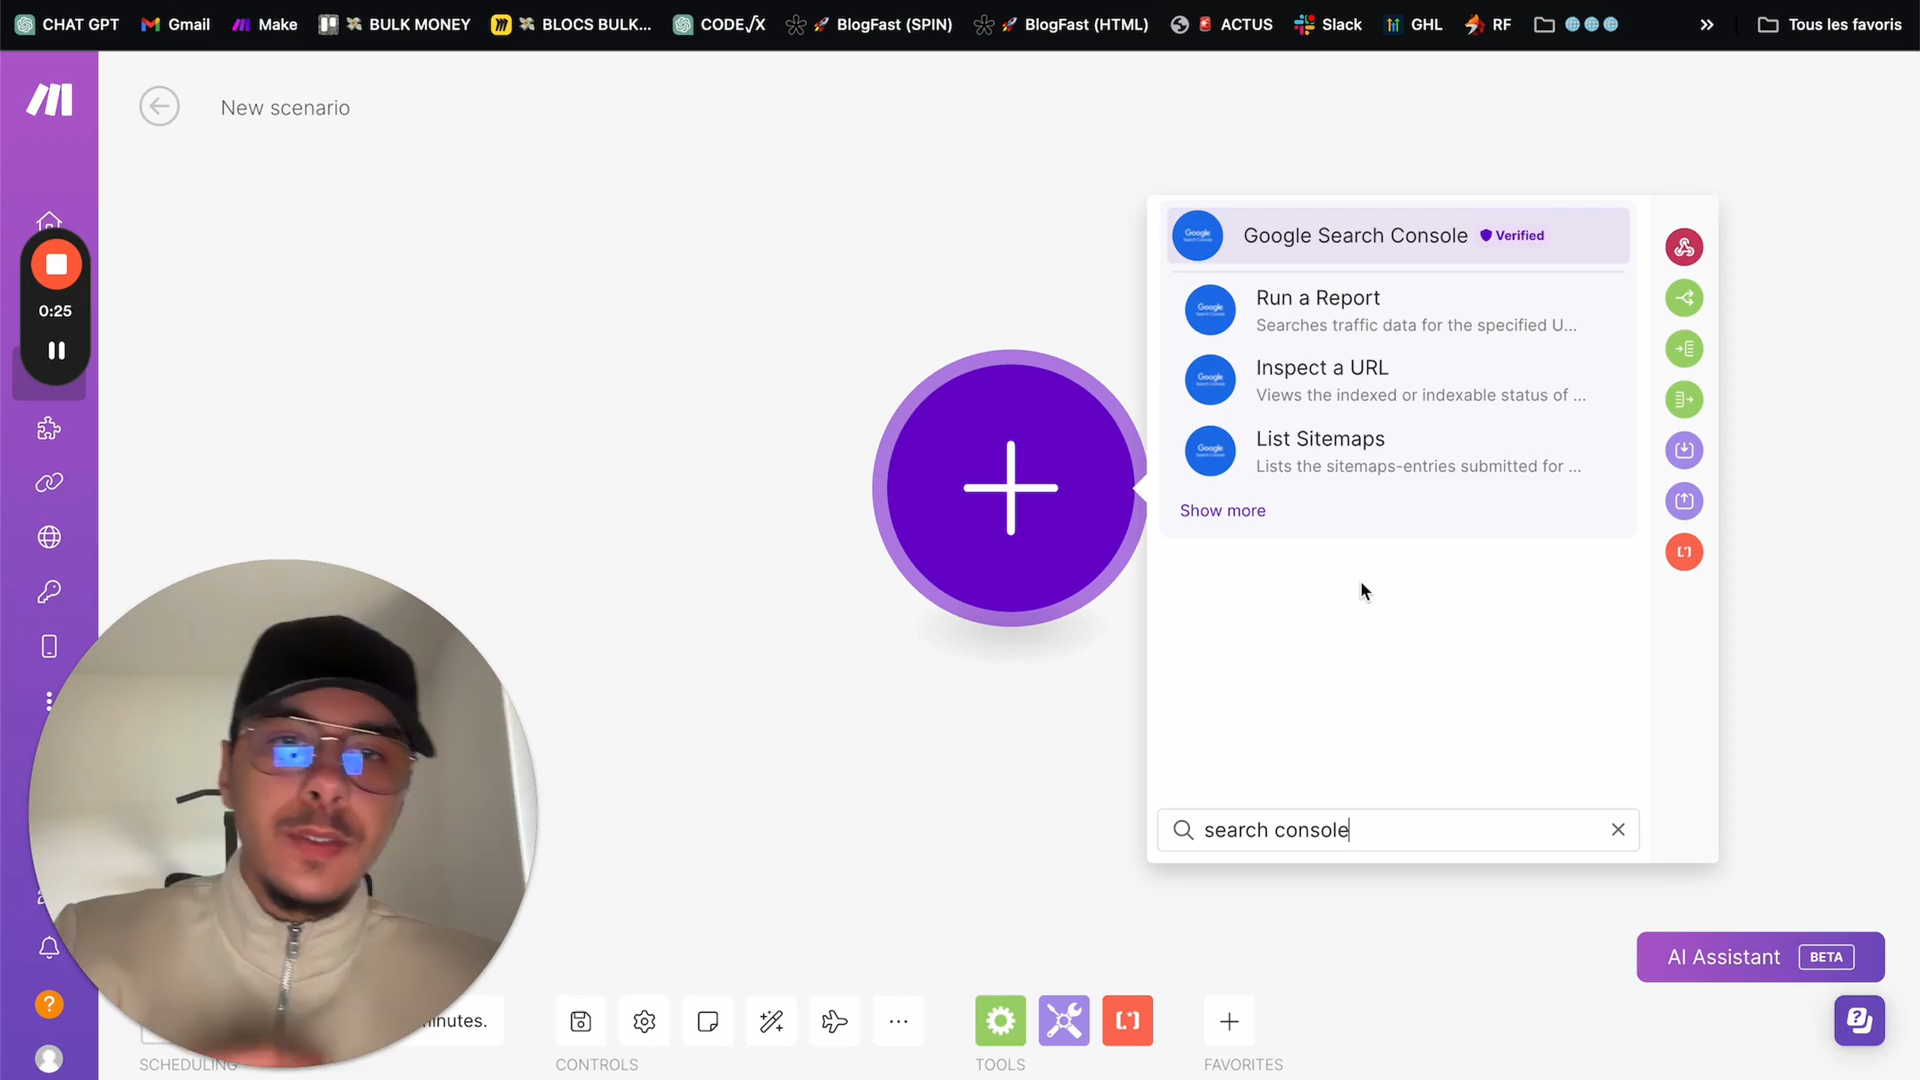 CHAT GPT
Gmail
Make
BULK MONEY
BLOCS BULK...
CODE√X
BlogFast (SPIN)
BlogFast (HTML)
ACTUS
Slack
GHL
RF
Tous les favoris
New scenario
0:25
Google Search Console Verified
Run a Report
Searches traffic data for the specified U...
Inspect a URL
Views the indexed or indexable status of ...
List Sitemaps
Lists the sitemaps-entries submitted for ...
Show more
search console
AI Assistant BETA
minutes.
SCHEDULING
CONTROLS
TOOLS
FAVORITES